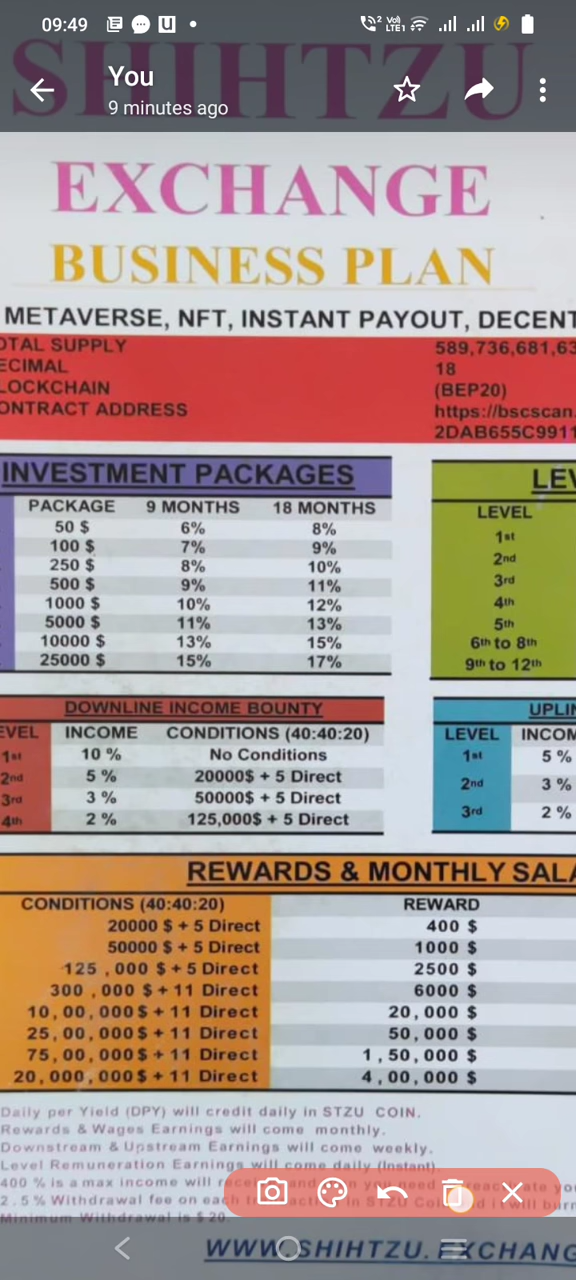 09:49
You
9 minutes ago
SHIHTZU
EXCHANGE
BUSINESS PLAN
METAVERSE, NFT, INSTANT PAYOUT, DECENT
OTAL SUPPLY 589,736,681,63
ECIMAL 18
LOCKCHAIN (BEP20)
ONTRACT ADDRESS https://bscscan.
2DAB655C9911
INVESTMENT PACKAGES
PACKAGE 9 MONTHS 18 MONTHS
50 $ 6% 8%
100 $ 7% 9%
250 $ 8% 10%
500 $ 9% 11%
1000 $ 10% 12%
5000 $ 11% 13%
10000 $ 13% 15%
25000 $ 15% 17%
LEV
LEVEL
1st
2nd
3rd
4th
5th
6th to 8th
9th to 12th
DOWNLINE INCOME BOUNTY
EVEL INCOME CONDITIONS (40:40:20)
1st 10 % No Conditions
2nd 5 % 20000$ + 5 Direct
3rd 3 % 50000$ + 5 Direct
4th 2 % 125,000$ + 5 Direct
UPLIN
LEVEL INCOM
1st 5 %
2nd 3 %
3rd 2 %
REWARDS & MONTHLY SALA
CONDITIONS (40:40:20) REWARD
20000 $ + 5 Direct 400 $
50000 $ + 5 Direct 1000 $
125 ,000 $ + 5 Direct 2500 $
300 ,000 $ + 11 Direct 6000 $
10,00,000$ + 11 Direct 20,000 $
25,00,000$ + 11 Direct 50,000 $
75,00,000$ + 11 Direct 1,50,000 $
20,000,000$ + 11 Direct 4,00,000 $
Daily per Yield (DPY) will credit daily in STZU COIN.
Rewards & Wages Earnings will come monthly.
Downstream & Upstream Earnings will come weekly.
Level Remuneration Earnings will come daily (Instant).
400 % is a max income will
2.5% Withdrawal fee on each
Minimum Withdrawal is $ 20.
WWW.SHIHTZU.EXCHANG